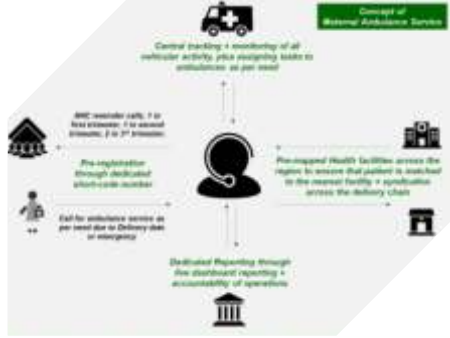 Concept of
Maternal Ambulance Service
Central tracking + monitoring of all
vehicular activity, plus assigning tasks to
ambulances as per need
ANC reminder calls, 1 in
first trimester, 1 in second
trimester, 2 in 3rd trimester.
Pre-registration
through dedicated
short-code number
Call for ambulance service as
per need due to Delivery date
or emergency
Pre-mapped Health facilities across the
region to ensure that patient is matched
to the nearest facility + syndication
across the delivery chain
Dedicated Reporting through
live dashboard reporting +
accountability of operations